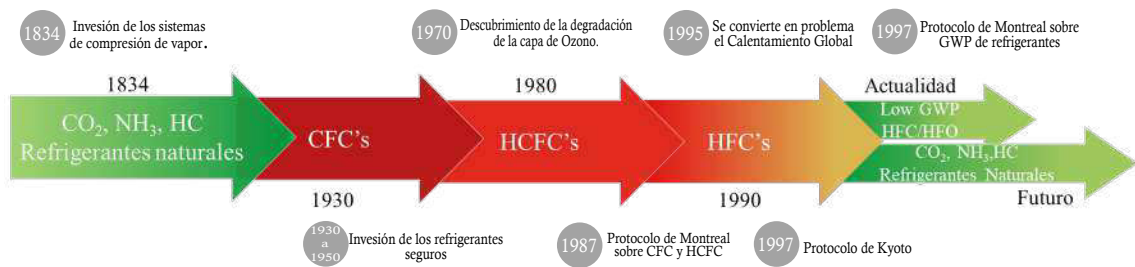 1834
Invesión de los sistemas
de compresión de vapor.
1970
Descubrimiento de la degradación
de la capa de Ozono.
1995
Se convierte en problema
el Calentamiento Global
1997
Protocolo de Montreal sobre
GWP de refrigerantes
1834
1980
Actualidad
CO₂, NH₃, HC
Refrigerantes naturales
CFC's
HCFC's
HFC's
Low GWP
HFC/HFO
CO₂, NH₃,HC
Refrigerantes Naturales
1930
1990
Futuro
1930
a
1950
Invesión de los refrigerantes
seguros
1987
Protocolo de Montreal
sobre CFC y HCFC
1997
Protocolo de Kyoto